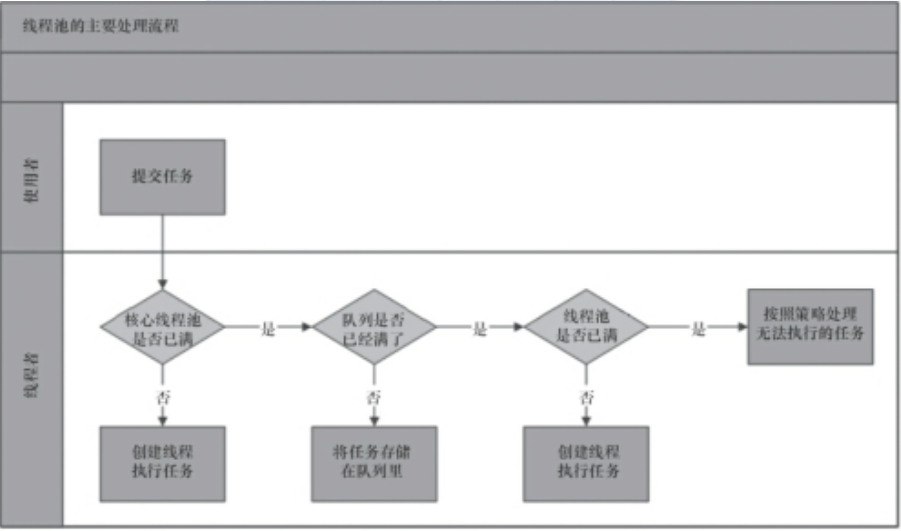 线程池的主要处理流程
使用者
提交任务
线程者
核心线程池
是否已满
是
队列是否
已经满了
是
线程池
是否已满
是
按照策略处理
无法执行的任务
否
否
否
创建线程
执行任务
将任务存储
在队列里
创建线程
执行任务